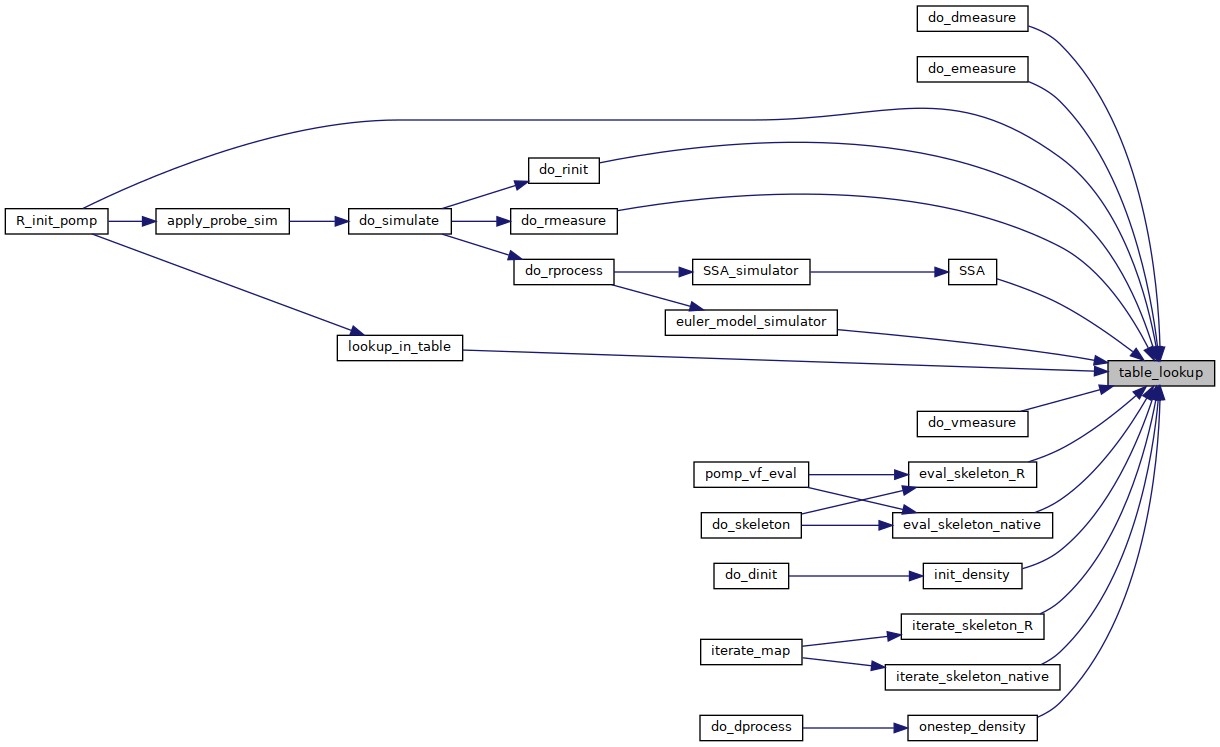 do_dmeasure
do_emeasure
do_rinit
R_init_pomp
apply_probe_sim
do_simulate
do_rmeasure
do_rprocess
SSA_simulator
SSA
euler_model_simulator
lookup_in_table
table_lookup
do_vmeasure
pomp_vf_eval
eval_skeleton_R
do_skeleton
eval_skeleton_native
do_dinit
init_density
iterate_skeleton_R
iterate_map
iterate_skeleton_native
do_dprocess
onestep_density